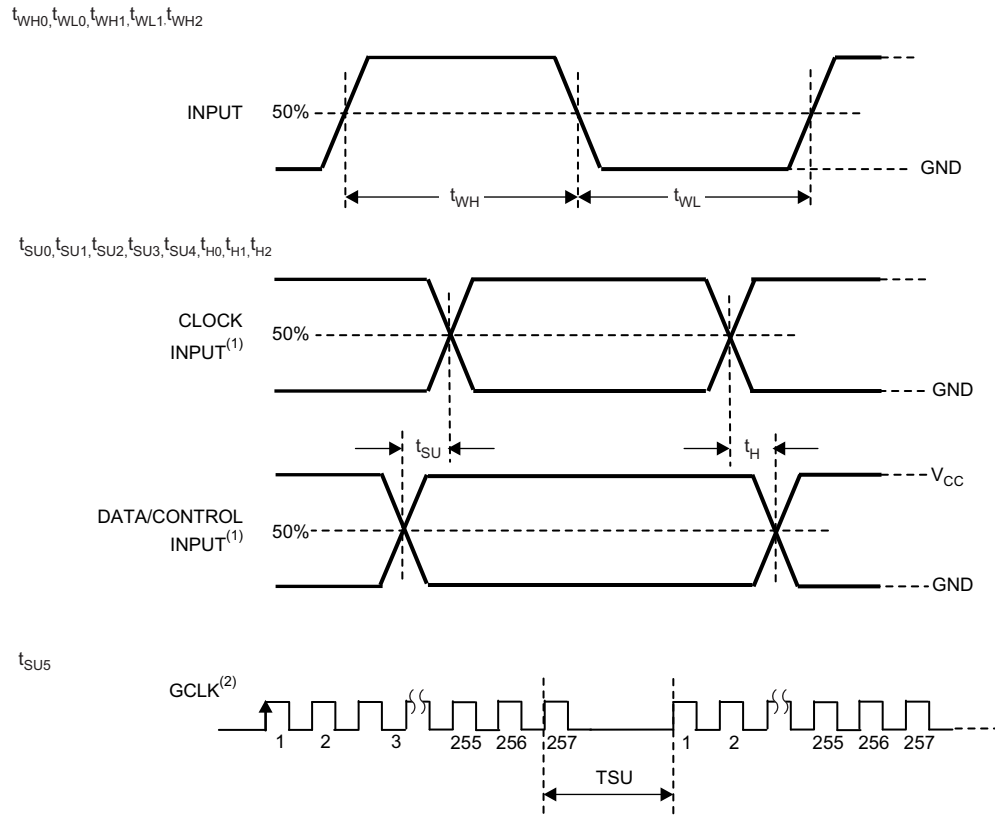 tWH0,tWL0,tWH1,tWL1,tWH2
INPUT 50%
GND
tWH tWL
tSU0,tSU1,tSU2,tSU3,tSU4,tH0,tH1,tH2
CLOCK
INPUT(1) 50%
GND
tSU tH
VCC
DATA/CONTROL
INPUT(1) 50%
GND
tSU5
GCLK(2)
1 2 3 255 256 257 1 2 255 256 257
TSU